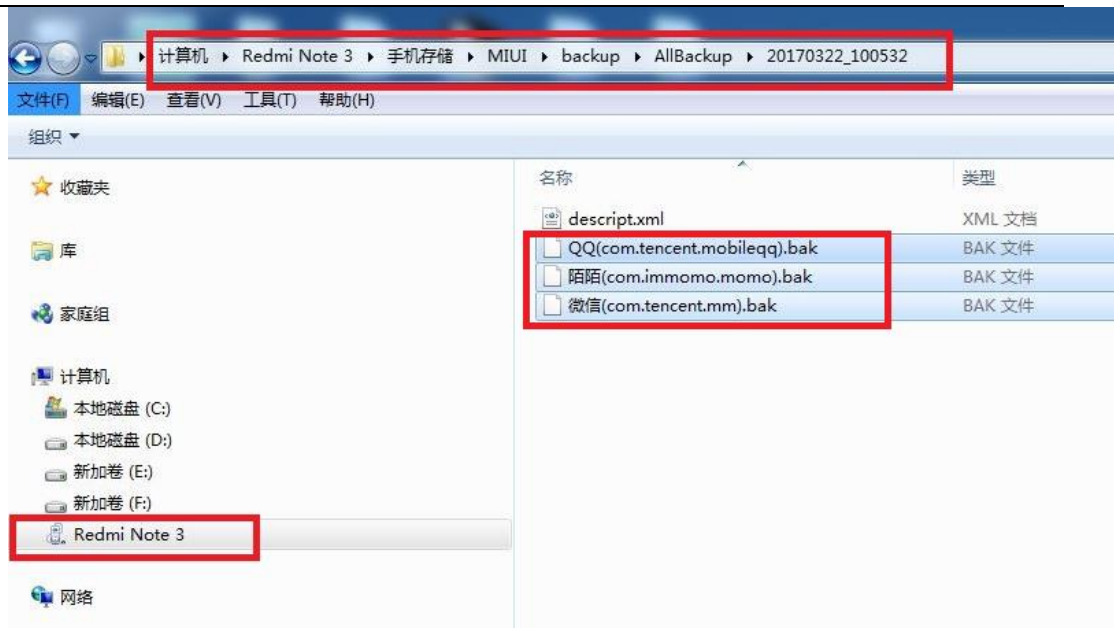 计算机 ▸ Redmi Note 3 ▸ 手机存储 ▸ MIUI ▸ backup ▸ AllBackup ▸ 20170322_100532
文件(F) 编辑(E) 查看(V) 工具(T) 帮助(H)
组织
收藏夹
库
家庭组
计算机
本地磁盘 (C:)
本地磁盘 (D:)
新加卷 (E:)
新加卷 (F:)
Redmi Note 3
网络
名称 类型
descript.xml XML 文档
QQ(com.tencent.mobileqq).bak BAK 文件
陌陌(com.immomo.momo).bak BAK 文件
微信(com.tencent.mm).bak BAK 文件